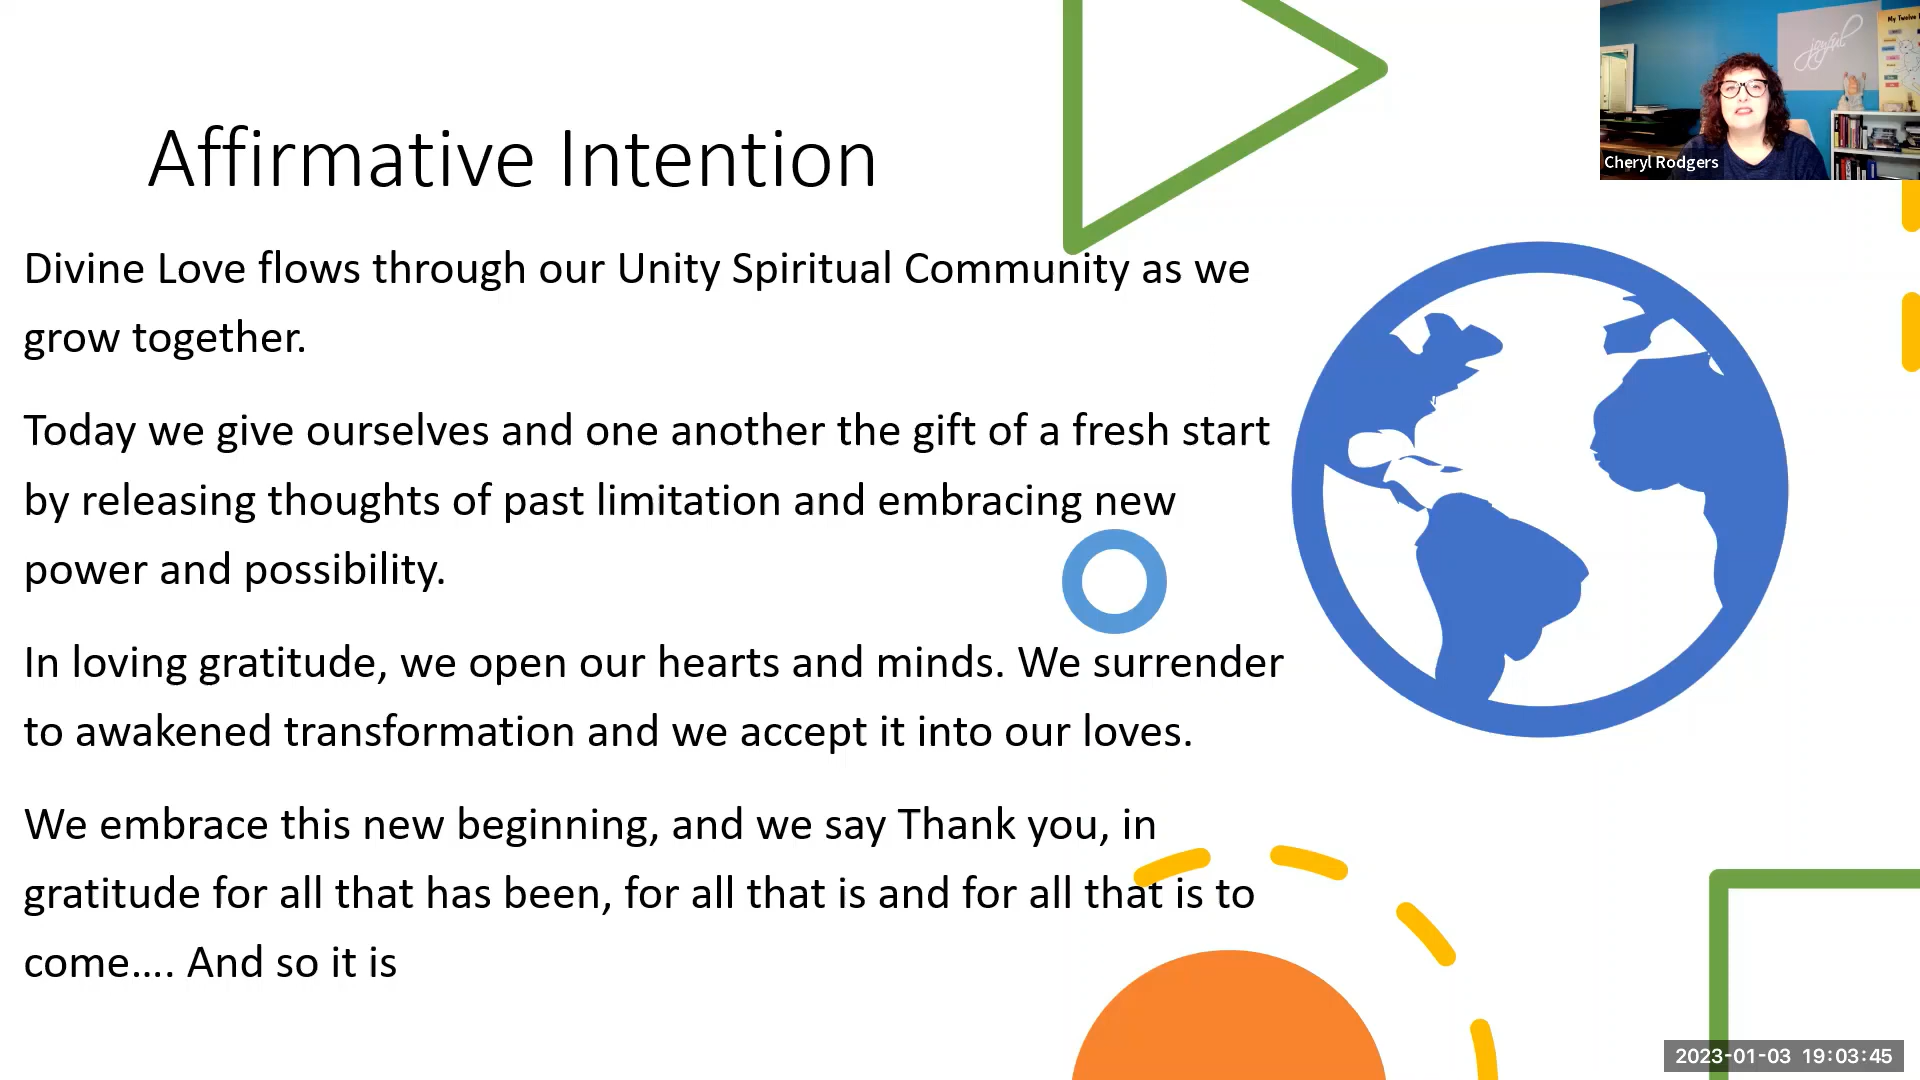 Affirmative Intention
Divine Love flows through our Unity Spiritual Community as we
grow together.
Today we give ourselves and one another the gift of a fresh start
by releasing thoughts of past limitation and embracing new
power and possibility.
In loving gratitude, we open our hearts and minds. We surrender
to awakened transformation and we accept it into our loves.
We embrace this new beginning, and we say Thank you, in
gratitude for all that has been, for all that is and for all that is to
come.... And so it is
joyful
My Twelve
Cheryl Rodgers
2023-01-03 19:03:45